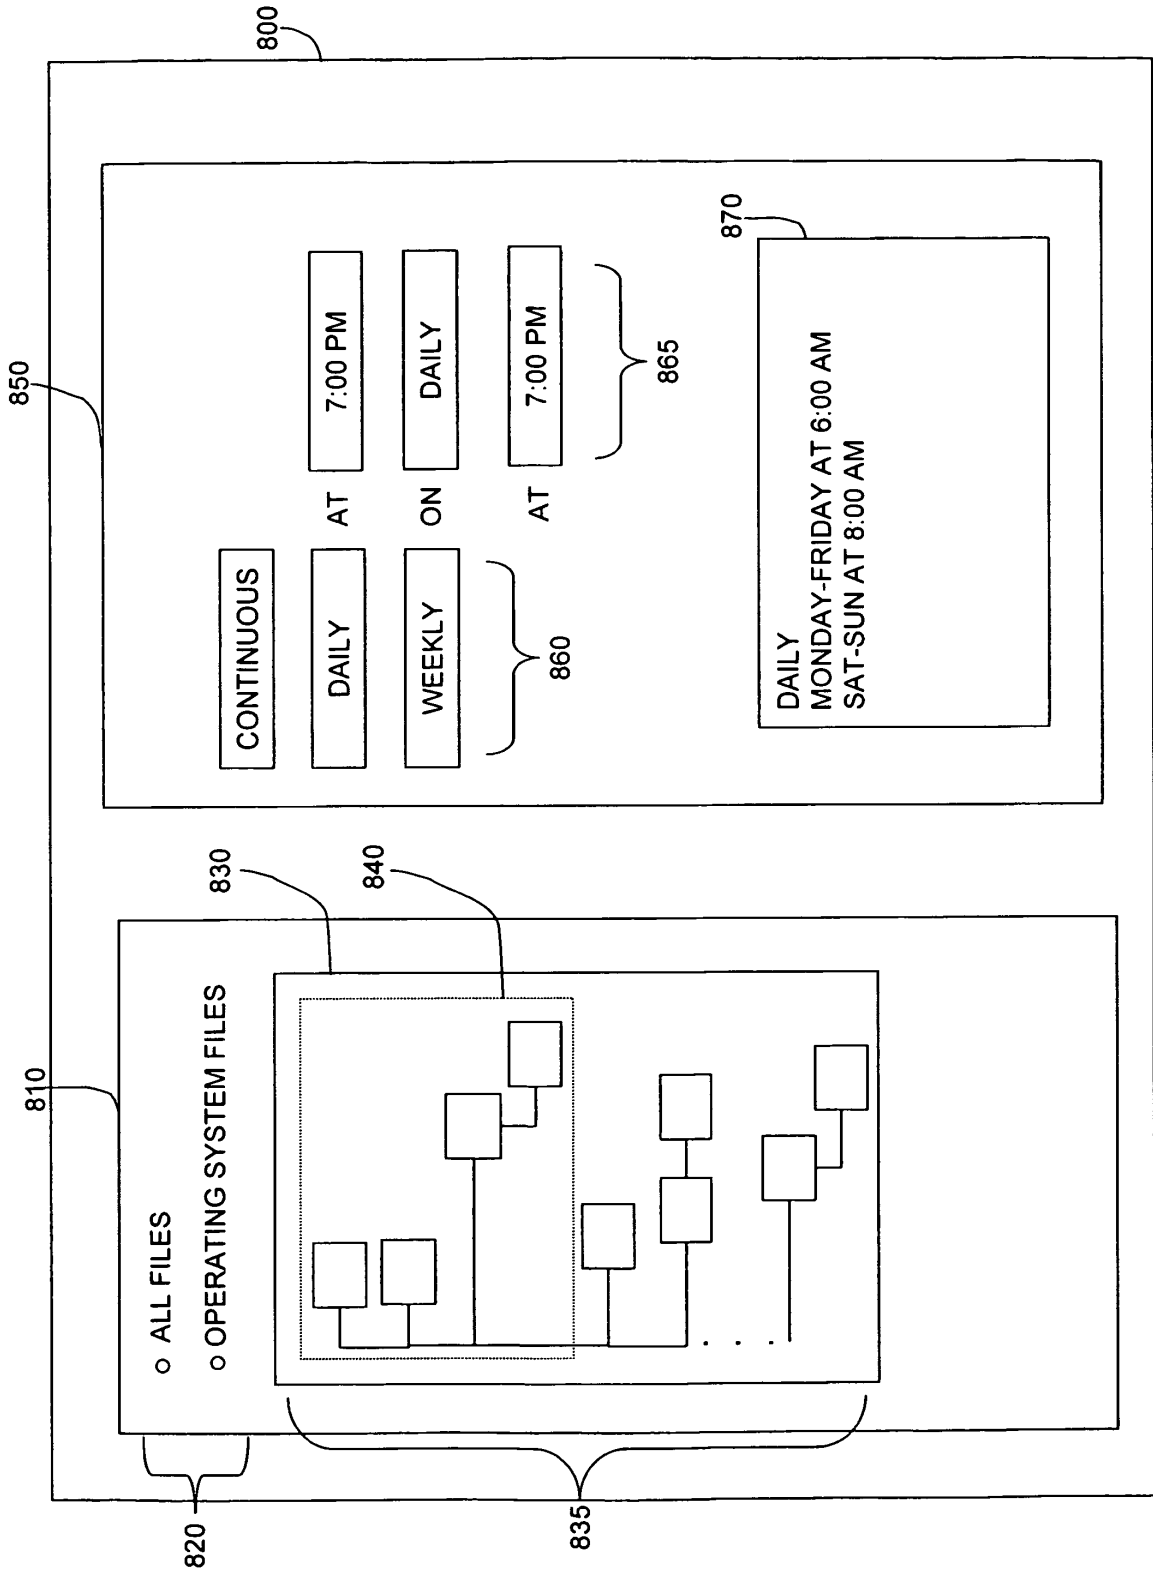 800
810
850
820
○ ALL FILES
○ OPERATING SYSTEM FILES
830
840
835
. . . .
CONTINUOUS
DAILY AT 7:00 PM
WEEKLY ON DAILY
AT 7:00 PM
860
865
870
DAILY
MONDAY-FRIDAY AT 6:00 AM
SAT-SUN AT 8:00 AM